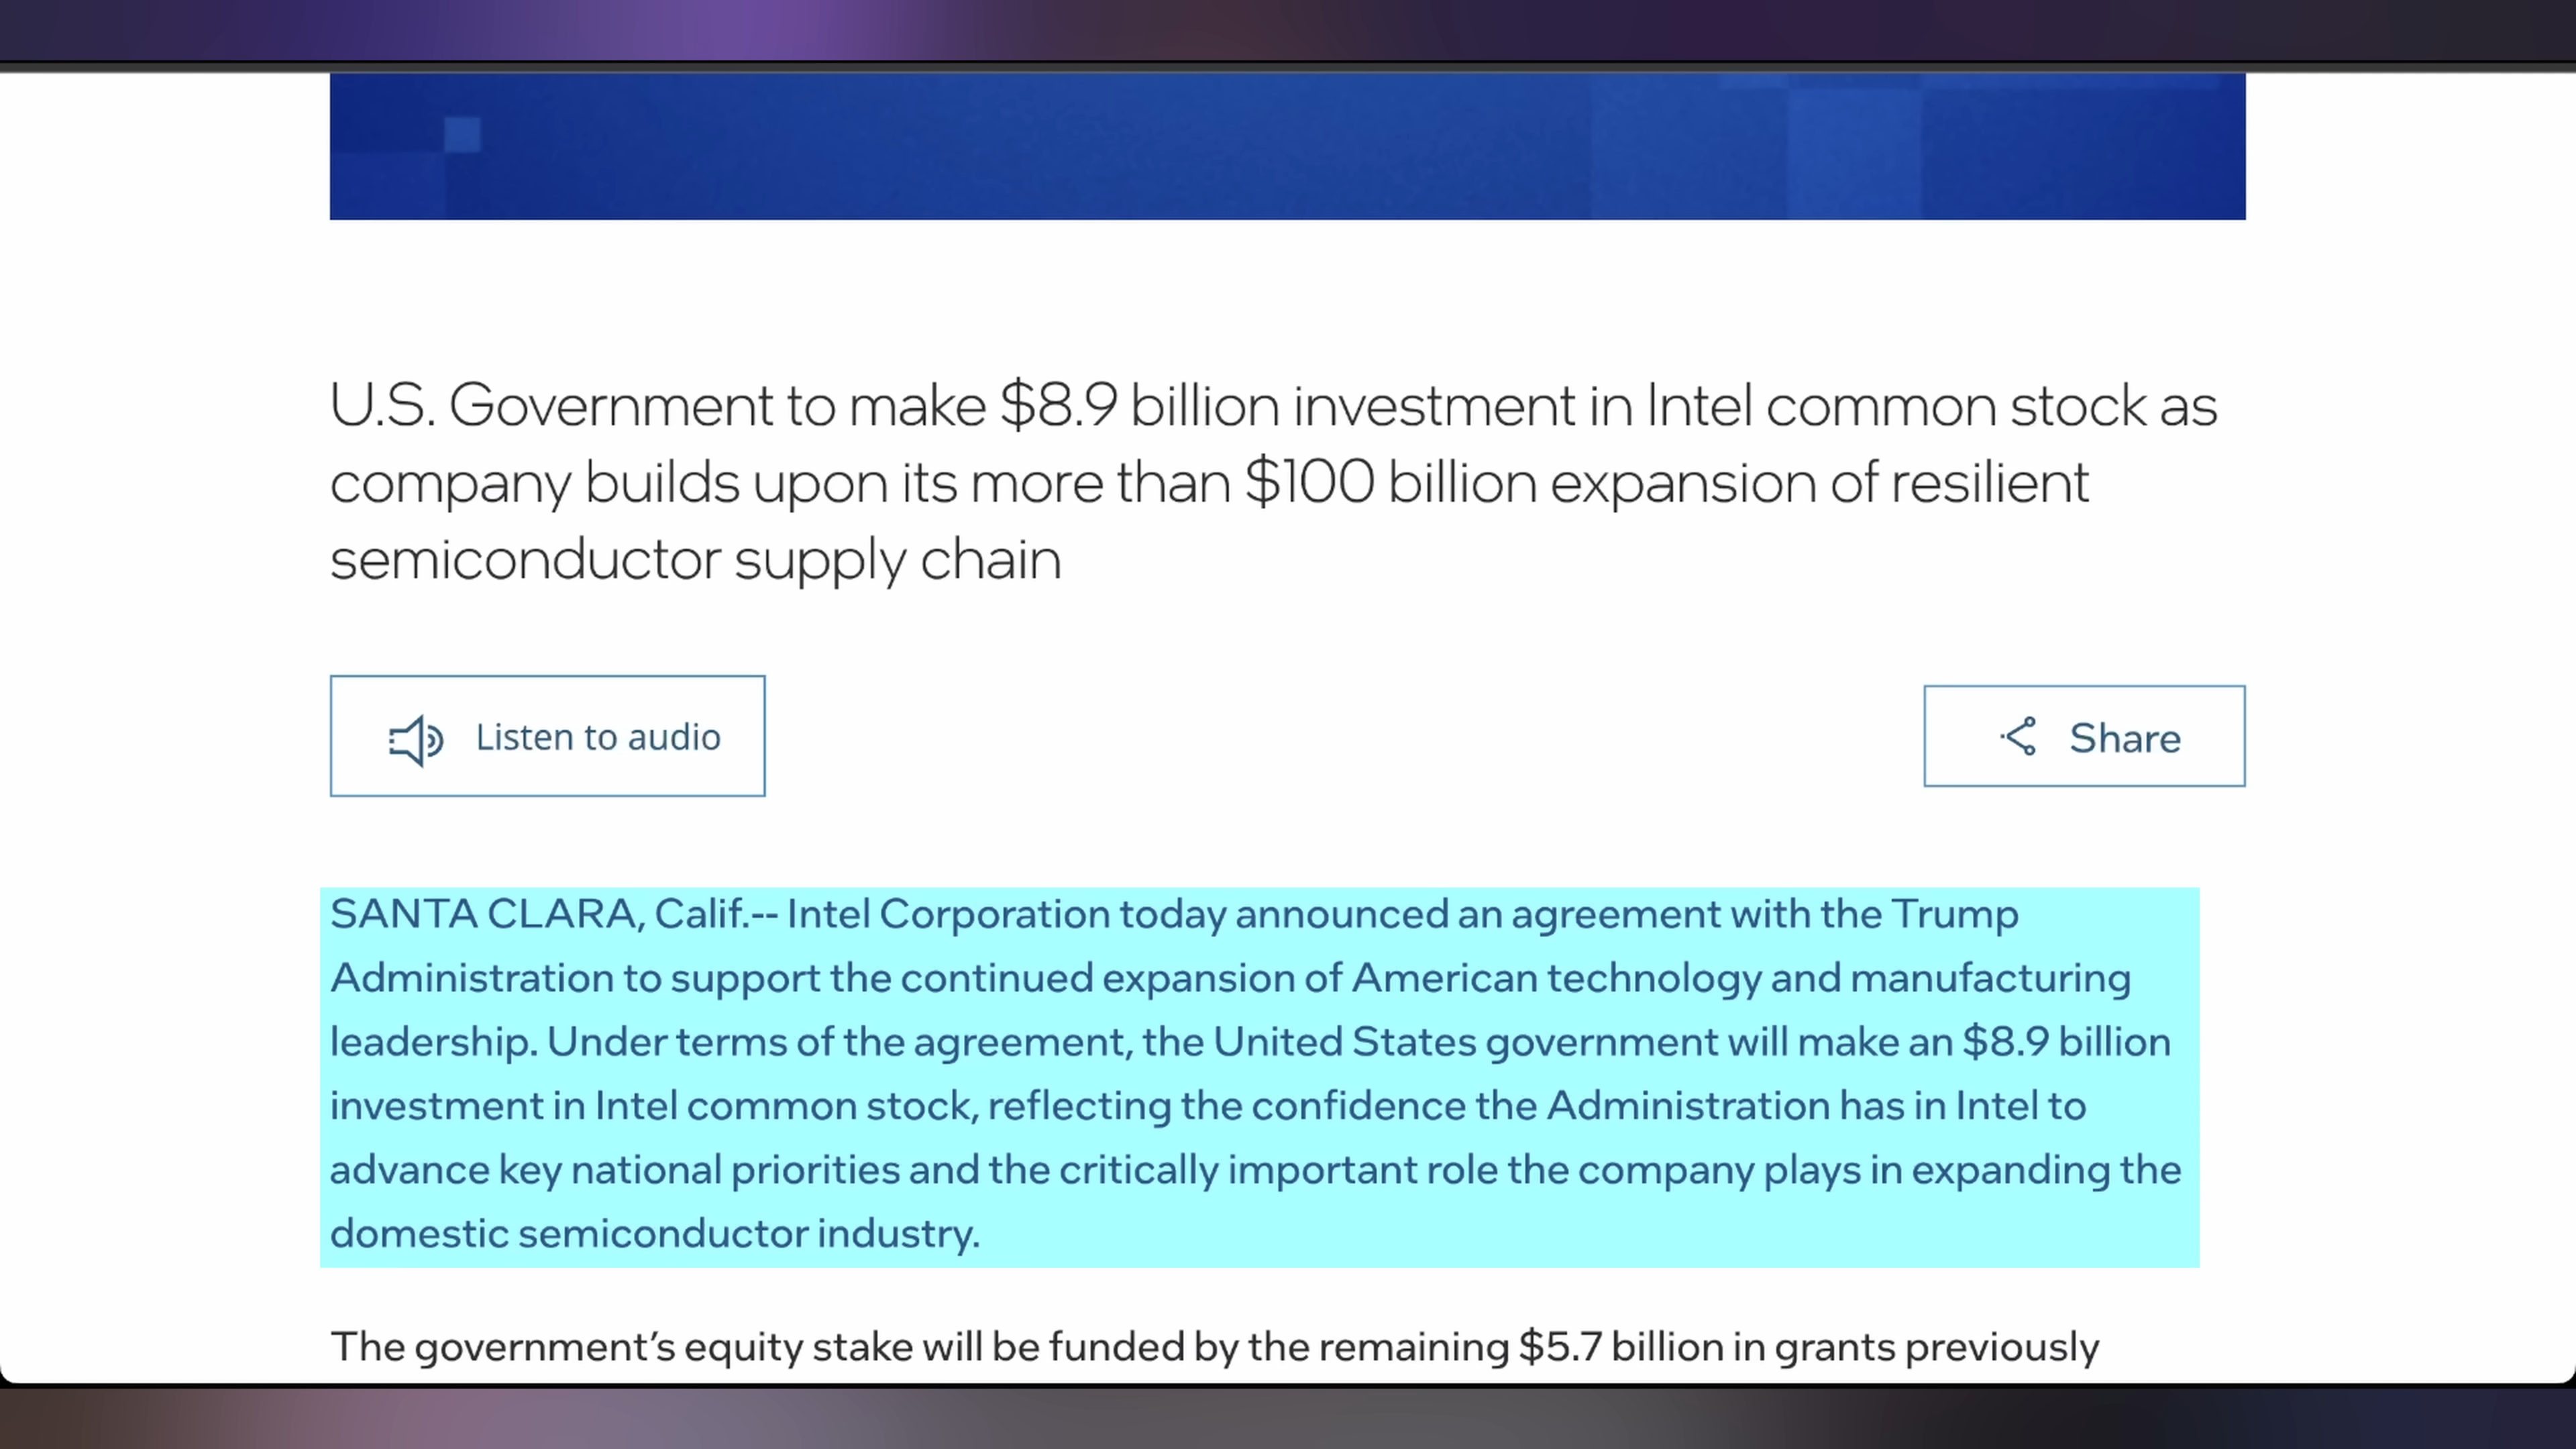 U.S. Government to make $8.9 billion investment in Intel common stock as
company builds upon its more than $100 billion expansion of resilient
semiconductor supply chain
Listen to audio
Share
SANTA CLARA, Calif.-- Intel Corporation today announced an agreement with the Trump
Administration to support the continued expansion of American technology and manufacturing
leadership. Under terms of the agreement, the United States government will make an $8.9 billion
investment in Intel common stock, reflecting the confidence the Administration has in Intel to
advance key national priorities and the critically important role the company plays in expanding the
domestic semiconductor industry.
The government’s equity stake will be funded by the remaining $5.7 billion in grants previously